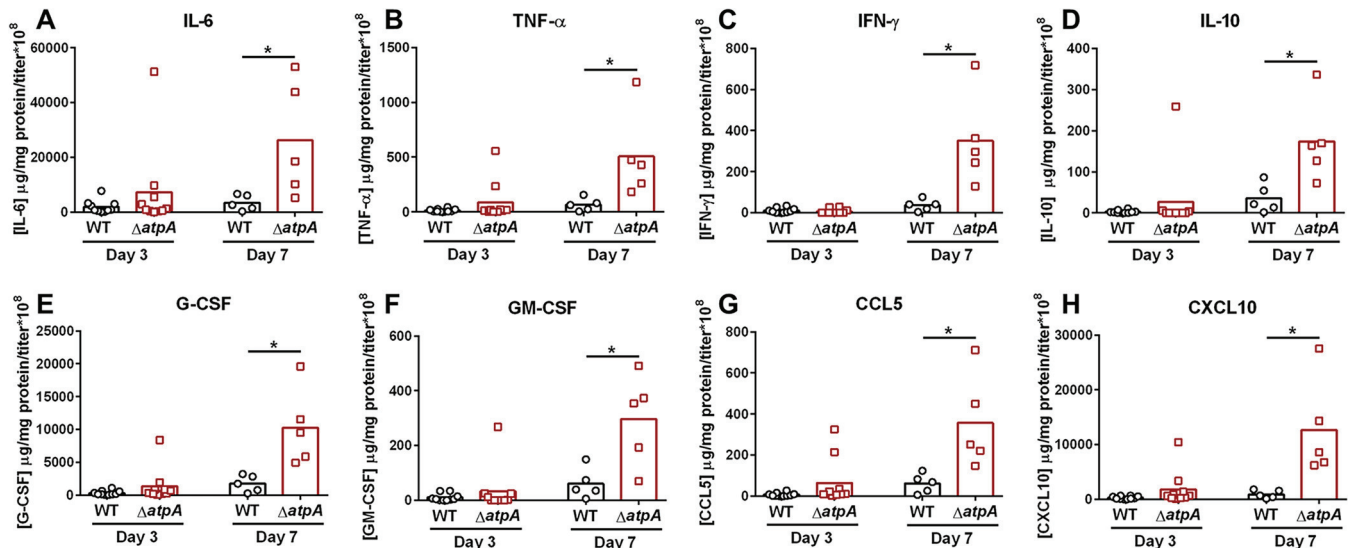 A IL-6
[IL-6] μg/mg protein/titer*10⁸
60000
40000
20000
0
*
WT ΔatpA WT ΔatpA
Day 3 Day 7
B TNF-α
[TNF-α] μg/mg protein/titer*10⁸
1500
1000
500
0
*
WT ΔatpA WT ΔatpA
Day 3 Day 7
C IFN-γ
[IFN-γ] μg/mg protein/titer*10⁸
800
600
400
200
0
*
WT ΔatpA WT ΔatpA
Day 3 Day 7
D IL-10
[IL-10] μg/mg protein/titer*10⁸
400
300
200
100
0
*
WT ΔatpA WT ΔatpA
Day 3 Day 7
E G-CSF
[G-CSF] μg/mg protein/titer*10⁸
25000
20000
15000
10000
5000
0
*
WT ΔatpA WT ΔatpA
Day 3 Day 7
F GM-CSF
[GM-CSF] μg/mg protein/titer*10⁸
600
400
200
0
*
WT ΔatpA WT ΔatpA
Day 3 Day 7
G CCL5
[CCL5] μg/mg protein/titer*10⁸
800
600
400
200
0
*
WT ΔatpA WT ΔatpA
Day 3 Day 7
H CXCL10
[CXCL10] μg/mg protein/titer*10⁸
30000
20000
10000
0
*
WT ΔatpA WT ΔatpA
Day 3 Day 7